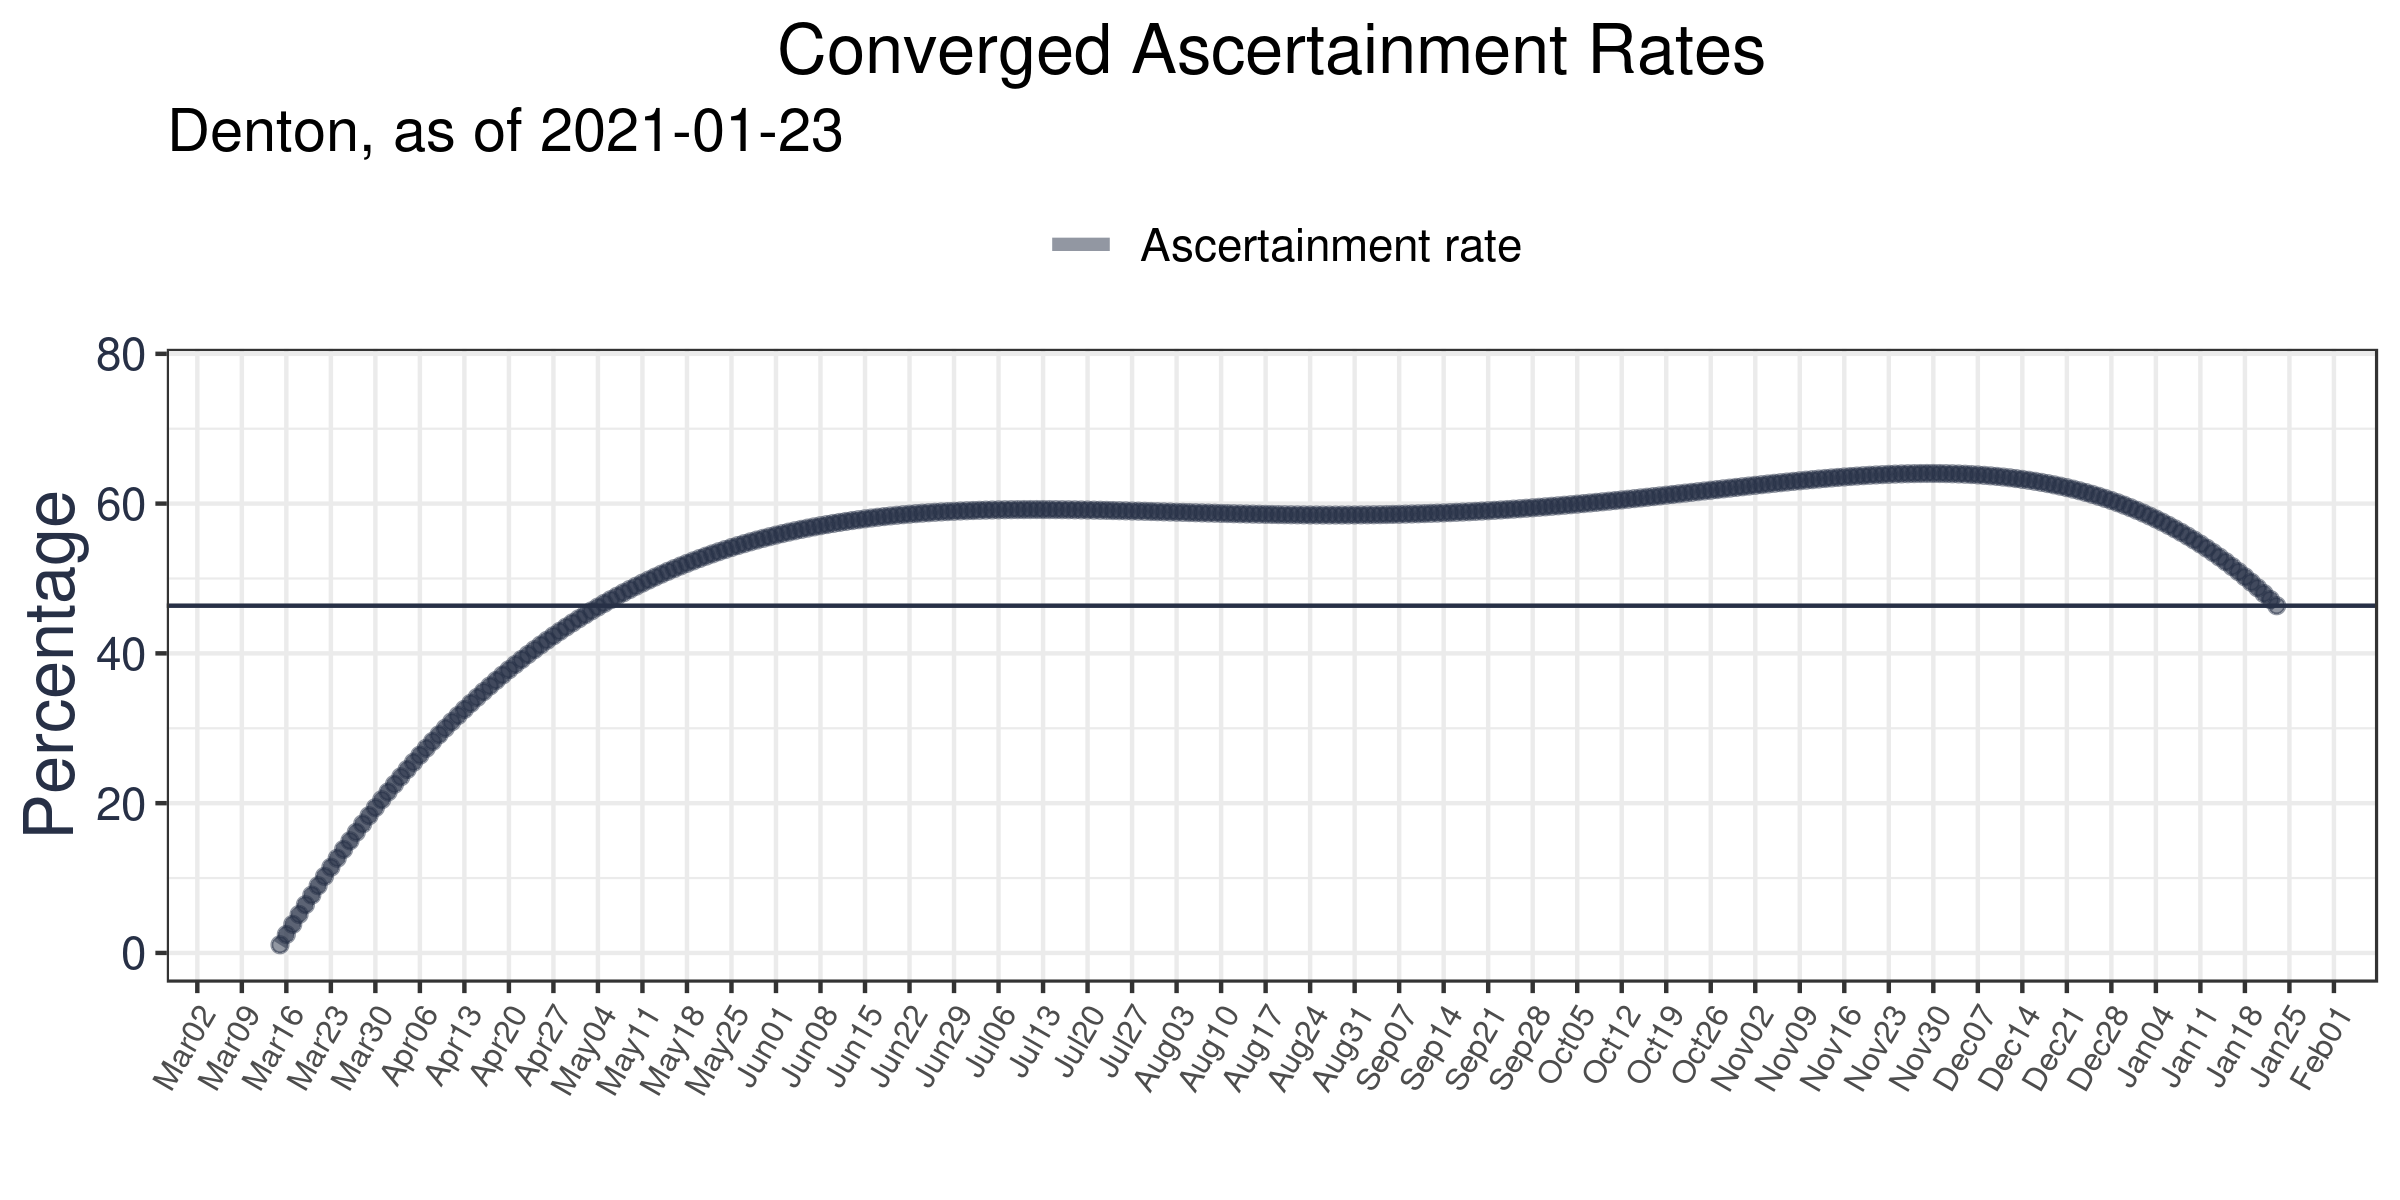 Converged Ascertainment Rates
Denton, as of 2021-01-23
Ascertainment rate
Percentage
80
60
40
20
0
Mar02
Mar09
Mar16
Mar23
Mar30
Apr06
Apr13
Apr20
Apr27
May04
May11
May18
May25
Jun01
Jun08
Jun15
Jun22
Jun29
Jul06
Jul13
Jul20
Jul27
Aug03
Aug10
Aug17
Aug24
Aug31
Sep07
Sep14
Sep21
Sep28
Oct05
Oct12
Oct19
Oct26
Nov02
Nov09
Nov16
Nov23
Nov30
Dec07
Dec14
Dec21
Dec28
Jan04
Jan11
Jan18
Jan25
Feb01